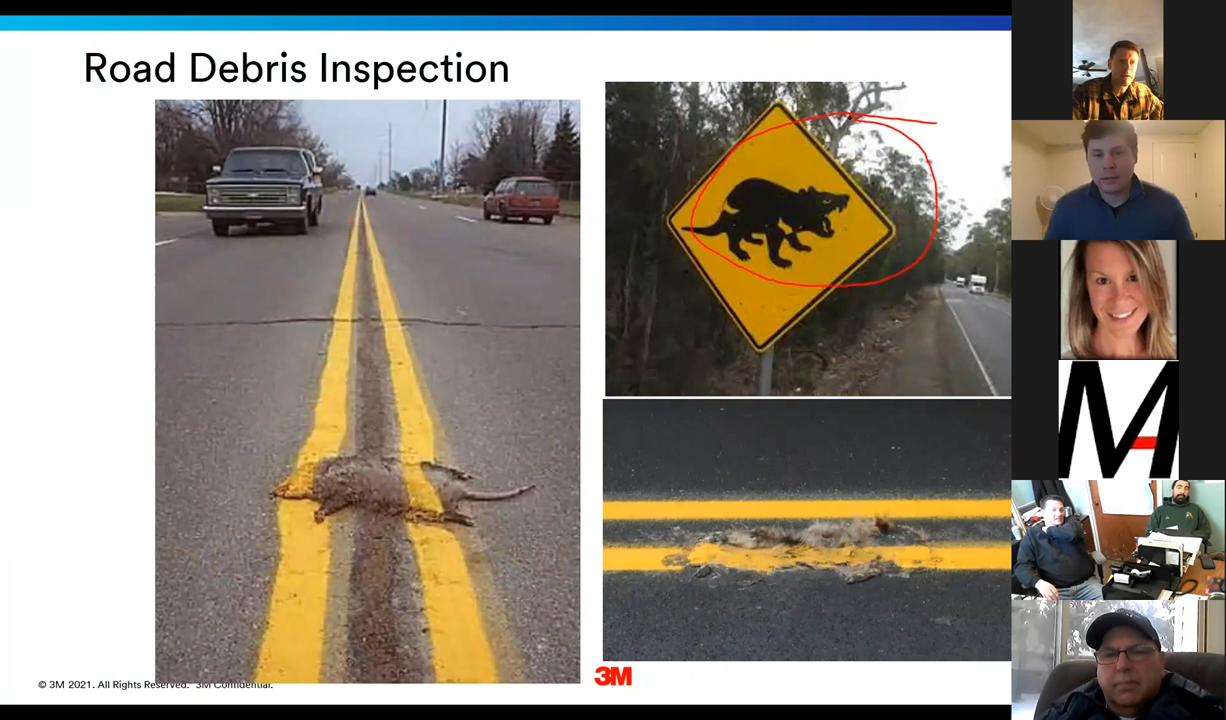 Road Debris Inspection
© 3M 2021. All Rights Reserved. 3M Confidential.
3M
M